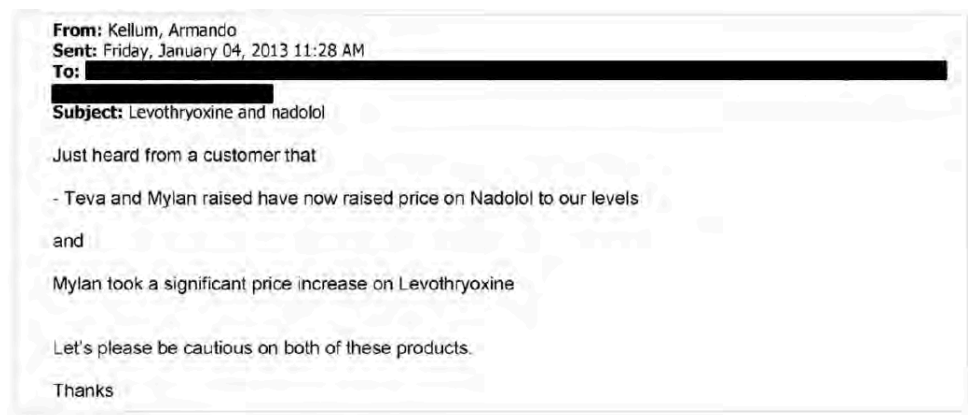 From: Kellum, Armando
Sent: Friday, January 04, 2013 11:28 AM
To:
Subject: Levothryoxine and nadolol
Just heard from a customer that
- Teva and Mylan raised have now raised price on Nadolol to our levels
and
Mylan took a significant price increase on Levothryoxine
Let's please be cautious on both of these products.
Thanks